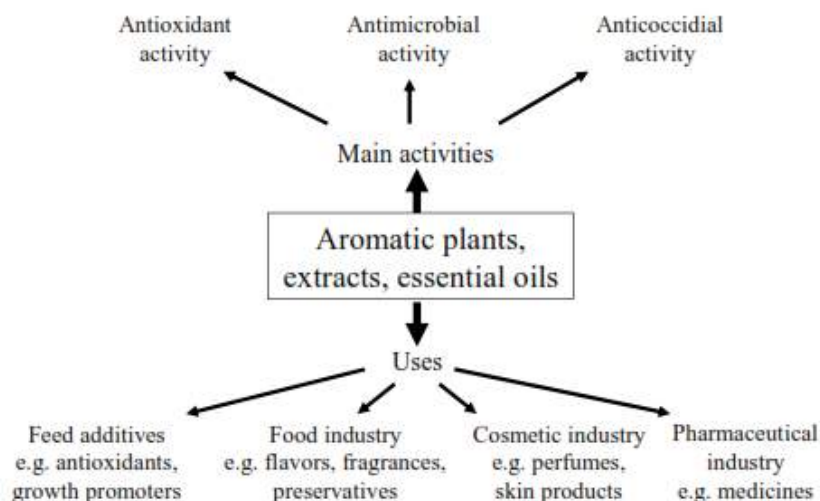 Antioxidant
activity
Antimicrobial
activity
Anticoccidial
activity
Main activities
Aromatic plants,
extracts, essential oils
Uses
Feed additives
e.g. antioxidants,
growth promoters
Food industry
e.g. flavors, fragrances,
preservatives
Cosmetic industry
e.g. perfumes,
skin products
Pharmaceutical
industry
e.g. medicines